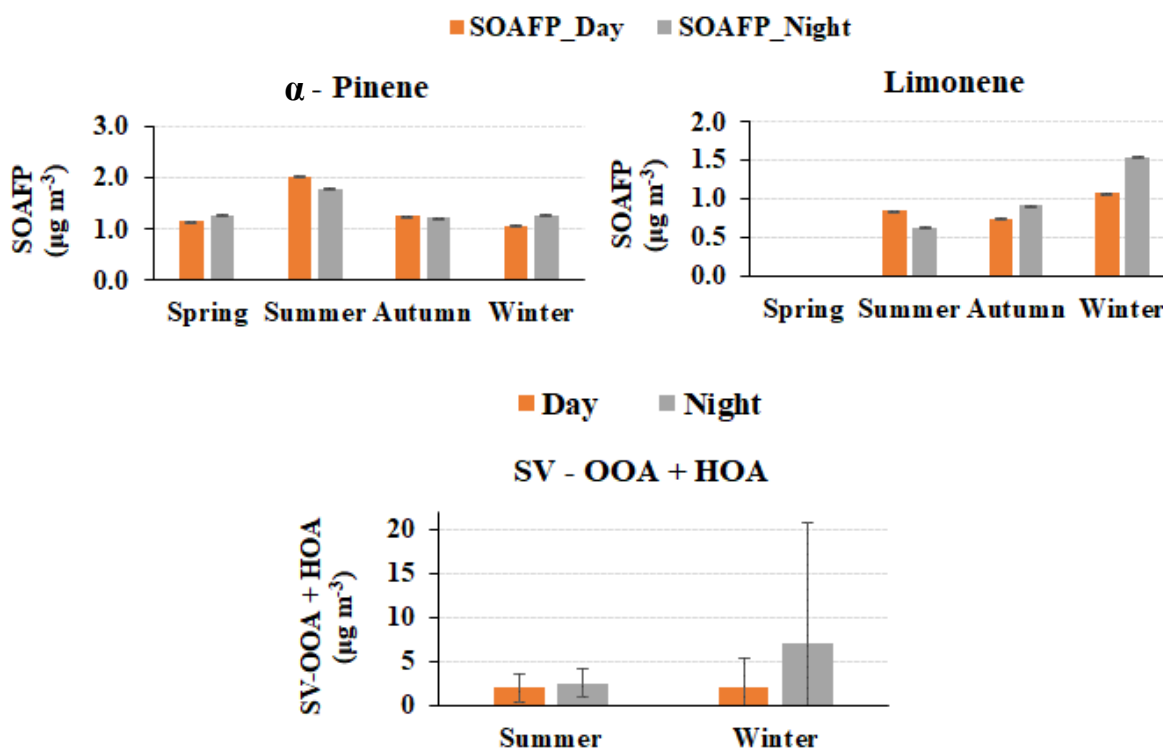 SOAFP_Day SOAFP_Night
α - Pinene
SOAFP
(µg m⁻³)
3.0
2.0
1.0
0.0
Spring Summer Autumn Winter
Limonene
SOAFP
(µg m⁻³)
2.0
1.5
1.0
0.5
0.0
Spring Summer Autumn Winter
Day Night
SV - OOA + HOA
SV-OOA + HOA
(µg m⁻³)
20
15
10
5
0
Summer Winter